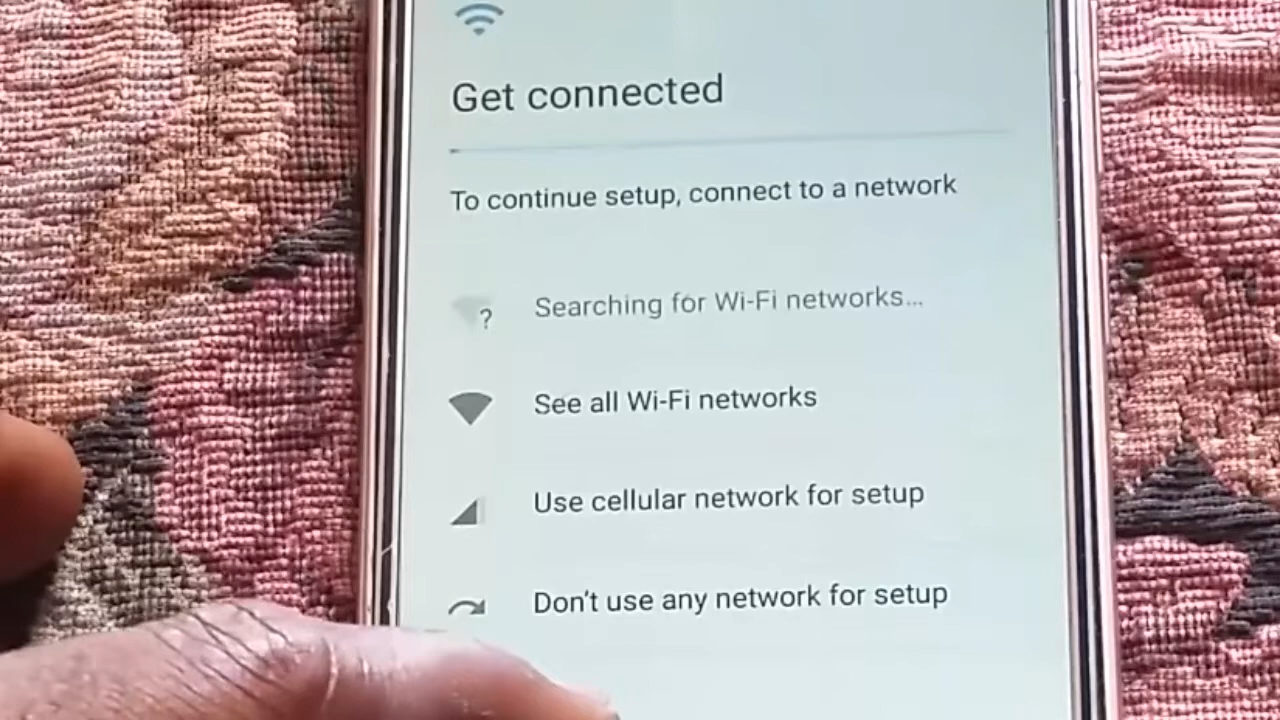 Get connected
To continue setup, connect to a network
? Searching for Wi-Fi networks...
See all Wi-Fi networks
Use cellular network for setup
Don't use any network for setup